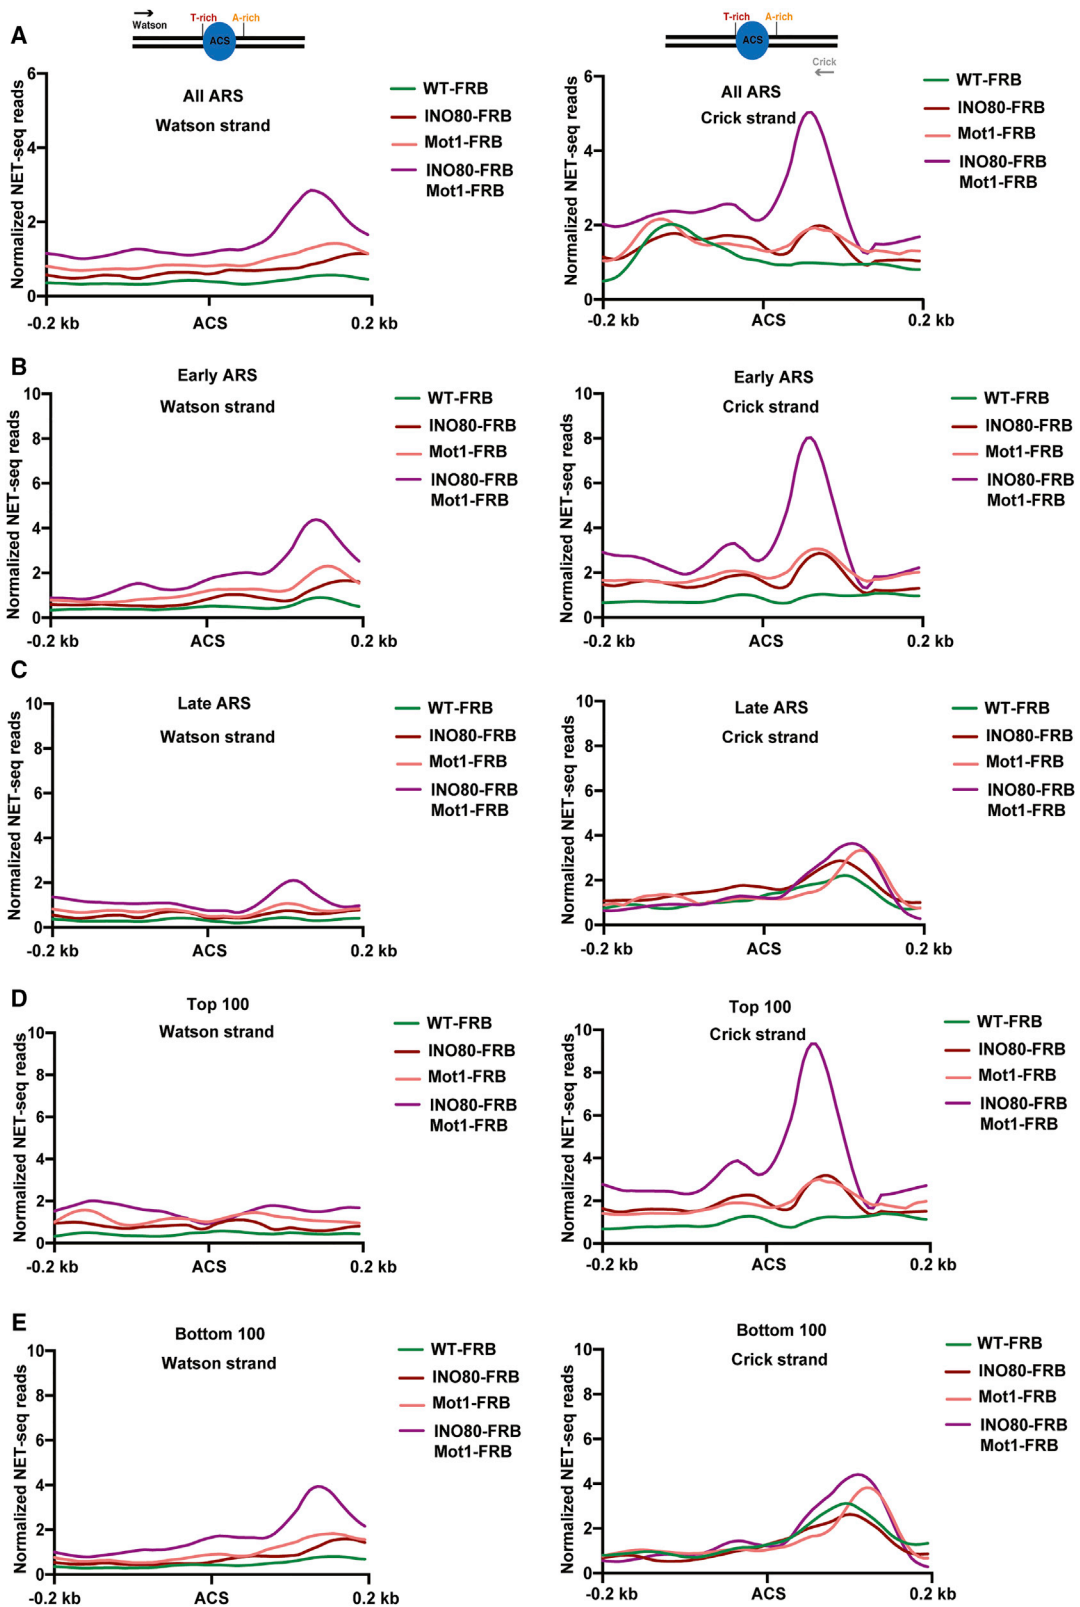 A
Watson
T-rich
A-rich
ACS
All ARS
Watson strand
WT-FRB
INO80-FRB
Mot1-FRB
INO80-FRB
Mot1-FRB
Normalized NET-seq reads
6
4
2
0
-0.2 kb
ACS
0.2 kb
T-rich
A-rich
ACS
Crick
All ARS
Crick strand
WT-FRB
INO80-FRB
Mot1-FRB
INO80-FRB
Mot1-FRB
Normalized NET-seq reads
6
4
2
0
-0.2 kb
ACS
0.2 kb
B
Early ARS
Watson strand
WT-FRB
INO80-FRB
Mot1-FRB
INO80-FRB
Mot1-FRB
Normalized NET-seq reads
10
8
6
4
2
0
-0.2 kb
ACS
0.2 kb
Early ARS
Crick strand
WT-FRB
INO80-FRB
Mot1-FRB
INO80-FRB
Mot1-FRB
Normalized NET-seq reads
10
8
6
4
2
0
-0.2 kb
ACS
0.2 kb
C
Late ARS
Watson strand
WT-FRB
INO80-FRB
Mot1-FRB
INO80-FRB
Mot1-FRB
Normalized NET-seq reads
10
8
6
4
2
0
-0.2 kb
ACS
0.2 kb
Late ARS
Crick strand
WT-FRB
INO80-FRB
Mot1-FRB
INO80-FRB
Mot1-FRB
Normalized NET-seq reads
10
8
6
4
2
0
-0.2 kb
ACS
0.2 kb
D
Top 100
Watson strand
WT-FRB
INO80-FRB
Mot1-FRB
INO80-FRB
Mot1-FRB
Normalized NET-seq reads
10
8
6
4
2
0
-0.2 kb
ACS
0.2 kb
Top 100
Crick strand
WT-FRB
INO80-FRB
Mot1-FRB
INO80-FRB
Mot1-FRB
Normalized NET-seq reads
10
8
6
4
2
0
-0.2 kb
ACS
0.2 kb
E
Bottom 100
Watson strand
WT-FRB
INO80-FRB
Mot1-FRB
INO80-FRB
Mot1-FRB
Normalized NET-seq reads
10
8
6
4
2
0
-0.2 kb
ACS
0.2 kb
Bottom 100
Crick strand
WT-FRB
INO80-FRB
Mot1-FRB
INO80-FRB
Mot1-FRB
Normalized NET-seq reads
10
8
6
4
2
0
-0.2 kb
ACS
0.2 kb